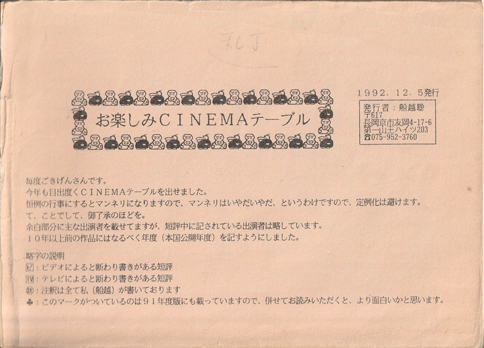 1992.12.5発行
お楽しみCINEMAテーブル
発行者:船越聡
〒617
長岡京市友岡4-17-6
第一山王ハイツ203
☎075-952-3760
毎度ごきげんさんです。
今年も目出度くCINEMAテーブルを出せました。
恒例の行事にするとマンネリになりますので、マンネリはいやだいやだ、というわけですので、定例化は避けます。
て、ことでして、御了承のほどを。
余白部分に主な出演者を載せてますが、短評中に記されている出演者は略しています。
10年以上前の作品にはなるべく年度(本国公開年度)を記すようにしました。
略字の説明
:ビデオによると断わり書きがある短評
:テレビによると断わり書きがある短評
:注釈は全て私(船越)が書いております
♣:このマークがついているのは91年度版にも載っていますので、併せてお読みいただくと、より面白いかと思います。